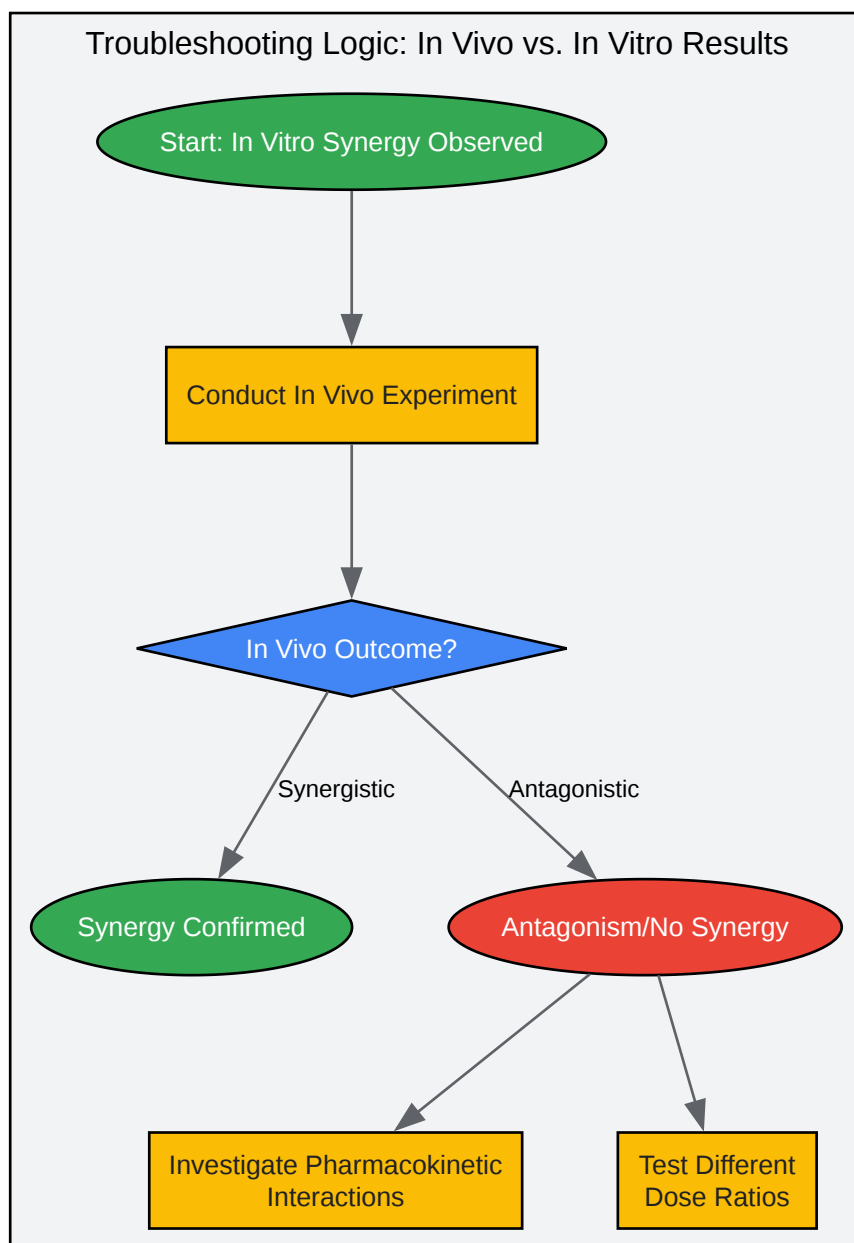 Troubleshooting Logic: In Vivo vs. In Vitro Results
Start: In Vitro Synergy Observed
Conduct In Vivo Experiment
In Vivo Outcome?
Synergistic
Antagonistic
Synergy Confirmed
Antagonism/No Synergy
Investigate Pharmacokinetic
Interactions
Test Different
Dose Ratios